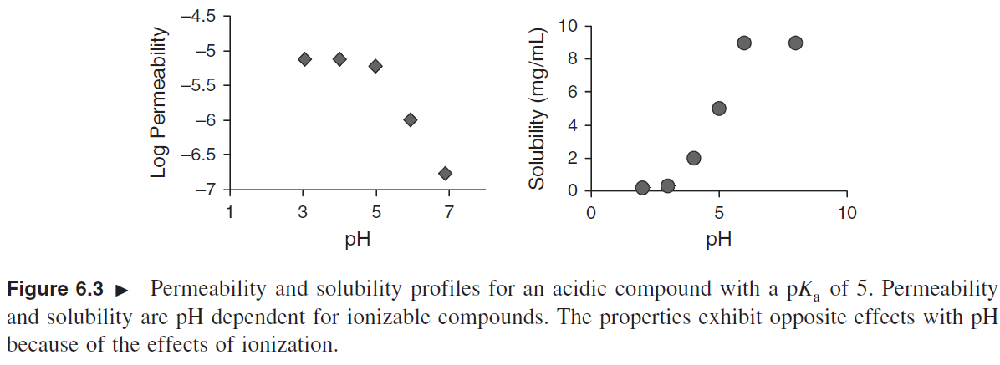 –4.5
–5
–5.5
–6
–6.5
–7
Log Permeability
1 3 5 7
pH
10
8
6
4
2
0
Solubility (mg/mL)
0 5 10
pH
Figure 6.3 ► Permeability and solubility profiles for an acidic compound with a pKa of 5. Permeability
and solubility are pH dependent for ionizable compounds. The properties exhibit opposite effects with pH
because of the effects of ionization.